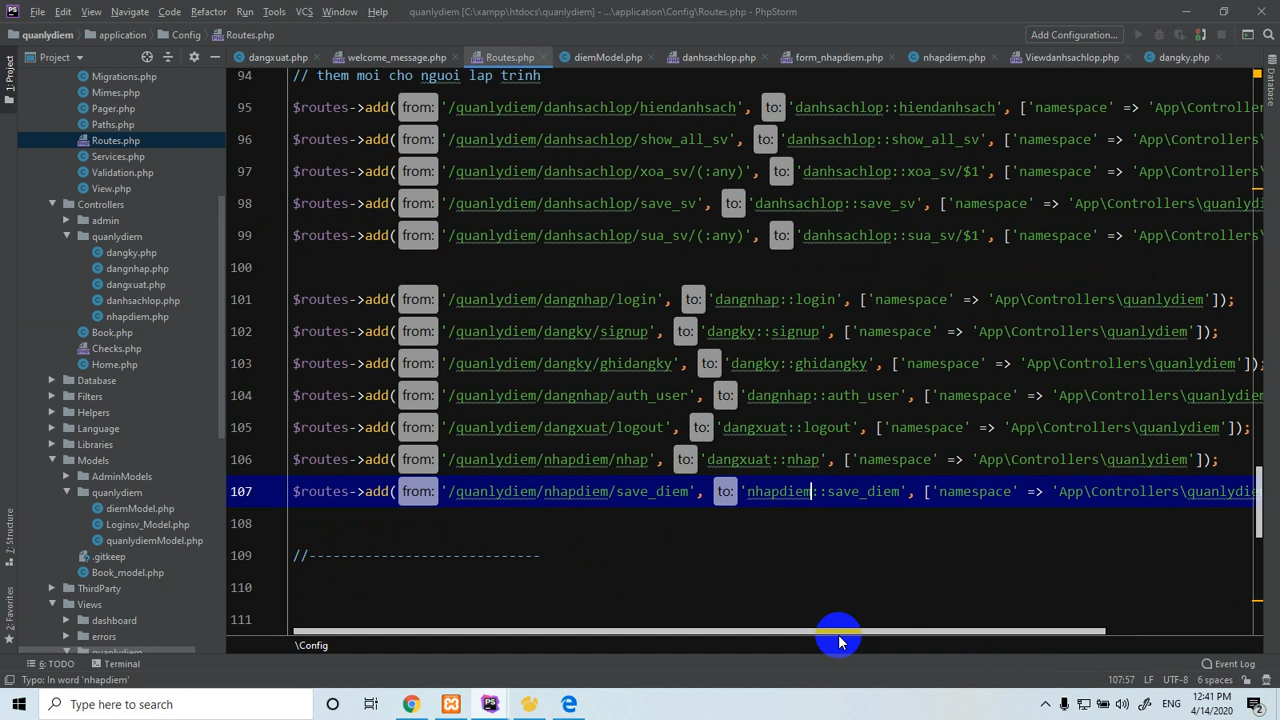 File Edit View Navigate Code Refactor Run Tools VCS Window Help quanlydiem [C:\xampp\htdocs\quanlydiem] - ...\application\Config\Routes.php - PhpStorm
quanlydiem application Config Routes.php Add Configuration...
Project dangxuat.php welcome_message.php Routes.php diemModel.php danhsachlop.php form_nhapdiem.php nhapdiem.php Viewdanhsachlop.php dangky.php
1: Project
7: Structure
2: Favorites
Database
Migrations.php
Mimes.php
Pager.php
Paths.php
Routes.php
Services.php
Validation.php
View.php
Controllers
admin
quanlydiem
dangky.php
dangnhap.php
dangxuat.php
danhsachlop.php
nhapdiem.php
Book.php
Checks.php
Home.php
Database
Filters
Helpers
Language
Libraries
Models
AdminModels
quanlydiem
diemModel.php
Loginsv_Model.php
quanlydiemModel.php
.gitkeep
Book_model.php
ThirdParty
Views
dashboard
errors
quanlydiem
94 // them moi cho nguoi lap trinh
95 $routes->add( from: '/quanlydiem/danhsachlop/hiendanhsach', to: 'danhsachlop::hiendanhsach', ['namespace' => 'App\Controller
96 $routes->add( from: '/quanlydiem/danhsachlop/show_all_sv', to: 'danhsachlop::show_all_sv', ['namespace' => 'App\Controllers
97 $routes->add( from: '/quanlydiem/danhsachlop/xoa_sv/(:any)', to: 'danhsachlop::xoa_sv/$1', ['namespace' => 'App\Controllers
98 $routes->add( from: '/quanlydiem/danhsachlop/save_sv', to: 'danhsachlop::save_sv', ['namespace' => 'App\Controllers\quanlyd
99 $routes->add( from: '/quanlydiem/danhsachlop/sua_sv/(:any)', to: 'danhsachlop::sua_sv/$1', ['namespace' => 'App\Controllers
100
101 $routes->add( from: '/quanlydiem/dangnhap/login', to: 'dangnhap::login', ['namespace' => 'App\Controllers\quanlydiem']);
102 $routes->add( from: '/quanlydiem/dangky/signup', to: 'dangky::signup', ['namespace' => 'App\Controllers\quanlydiem']);
103 $routes->add( from: '/quanlydiem/dangky/ghidangky', to: 'dangky::ghidangky', ['namespace' => 'App\Controllers\quanlydiem']);
104 $routes->add( from: '/quanlydiem/dangnhap/auth_user', to: 'dangnhap::auth_user', ['namespace' => 'App\Controllers\quanlydiem
105 $routes->add( from: '/quanlydiem/dangxuat/logout', to: 'dangxuat::logout', ['namespace' => 'App\Controllers\quanlydiem']);
106 $routes->add( from: '/quanlydiem/nhapdiem/nhap', to: 'dangxuat::nhap', ['namespace' => 'App\Controllers\quanlydiem']);
107 $routes->add( from: '/quanlydiem/nhapdiem/save_diem', to: 'nhapdiem::save_diem', ['namespace' => 'App\Controllers\quanlydie
108
109 //-----------------------------
110
111
\Config
6: TODO Terminal Event Log
Typo: In word 'nhapdiem' 107:57 LF UTF-8 6 spaces
Type here to search ENG 12:41 PM 4/14/2020 2